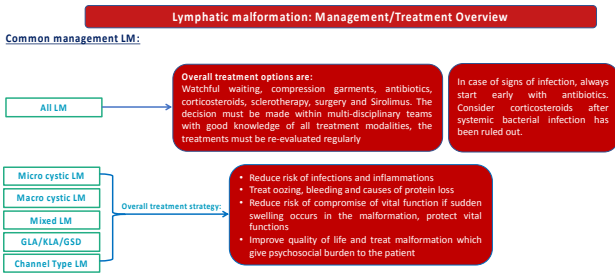 Lymphatic malformation: Management/Treatment Overview
Common management LM:
All LM
Overall treatment options are:
Watchful waiting, compression garments, antibiotics,
corticosteroids, sclerotherapy, surgery and Sirolimus. The
decision must be made within multi-disciplinary teams
with good knowledge of all treatment modalities, the
treatments must be re-evaluated regularly
In case of signs of infection, always
start early with antibiotics.
Consider corticosteroids after
systemic bacterial infection has
been ruled out.
Micro cystic LM
Macro cystic LM
Mixed LM
GLA/KLA/GSD
Channel Type LM
Overall treatment strategy:
• Reduce risk of infections and inflammations
• Treat oozing, bleeding and causes of protein loss
• Reduce risk of compromise of vital function if sudden
swelling occurs in the malformation, protect vital
functions
• Improve quality of life and treat malformation which
give psychosocial burden to the patient